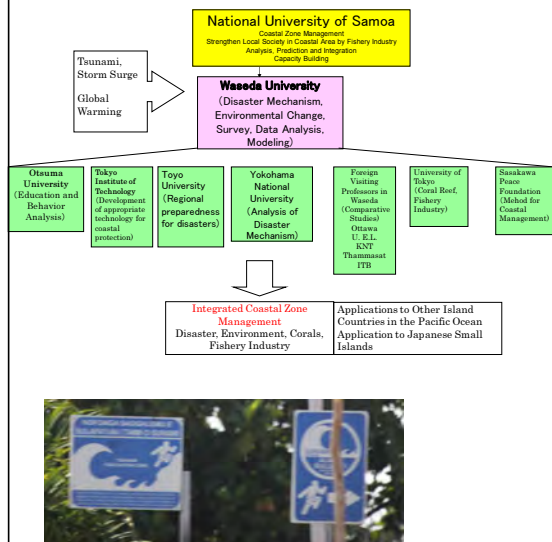 National University of Samoa
Coastal Zone Management
Strengthen Local Society in Coastal Area by Fishery Industry
Analysis, Prediction and Integration
Capacity Building
Tsunami,
Storm Surge
Global
Warming
Waseda University
(Disaster Mechanism,
Environmental Change,
Survey, Data Analysis,
Modeling)
Otsuma
University
(Education and
Behavior
Analysis)
Tokyo
Institute of
Technology
(Development
of appropriate
technology for
coastal
protection)
Toyo
University
(Regional
preparedness
for disasters)
Yokohama
National
University
(Analysis of
Disaster
Mechanism)
Foreign
Visiting
Professors in
Waseda
(Comparative
Studies)
Ottawa
U. E.L.
KNT
Thammasat
ITB
University of
Tokyo
(Coral Reef,
Fishery
Industry)
Sasakawa
Peace
Foundation
(Mehod for
Coastal
Management)
Integrated Coastal Zone
Management
Disaster, Environment, Corals,
Fishery Industry
Applications to Other Island
Countries in the Pacific Ocean
Application to Japanese Small
Islands